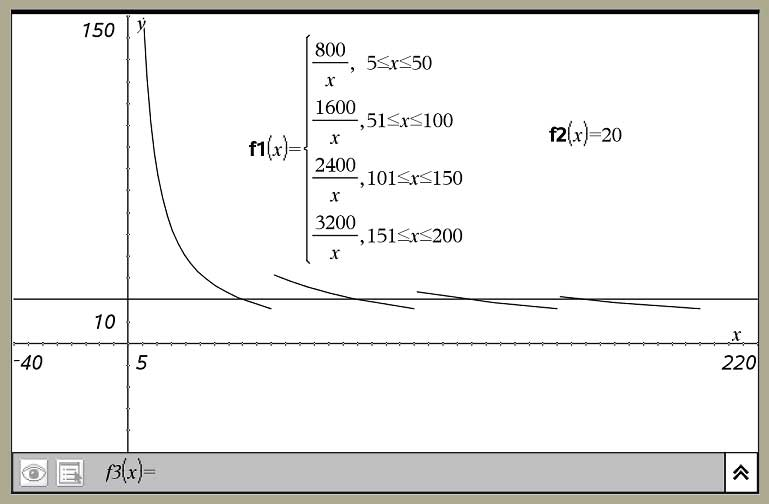 150
y
800/x, 5≤x≤50
1600/x, 51≤x≤100
f1(x)=
f2(x)=20
2400/x, 101≤x≤150
3200/x, 151≤x≤200
10
x
-40
5
220
f3(x)=